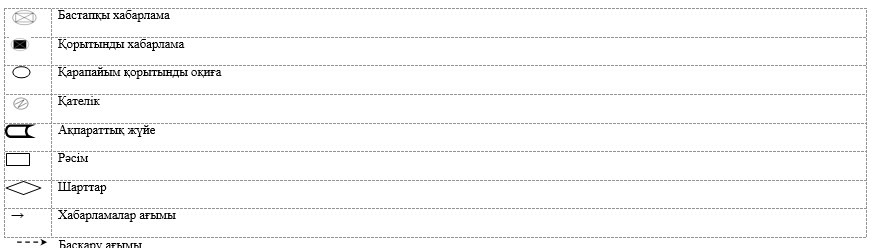 Бастапқы хабарлама
Қорытынды хабарлама
Қарапайым қорытынды оқиға
Қателік
Ақпараттық жүйе
Рәсім
Шарттар
Хабарламалар ағымы
Басқару ағымы